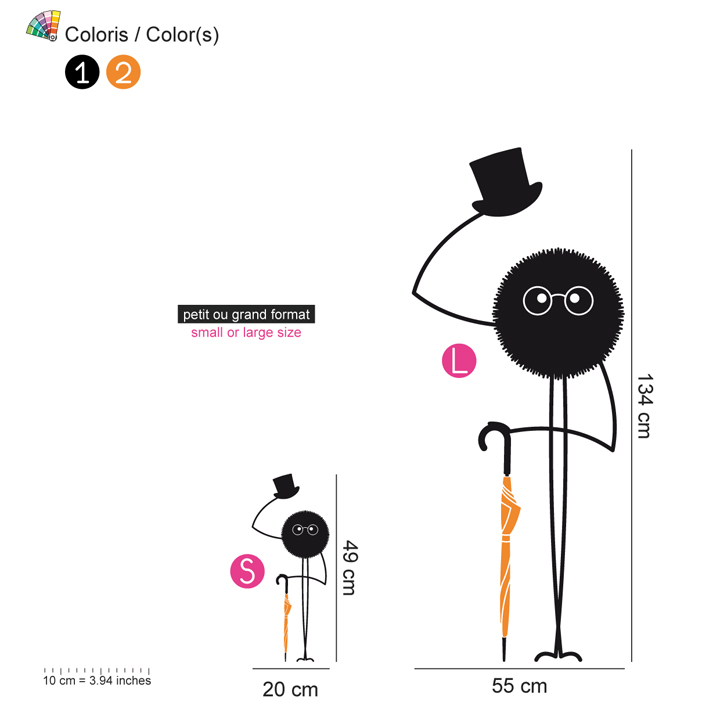 Coloris / Color(s)
1 2
petit ou grand format
small or large size
L
134 cm
S
49 cm
10 cm = 3.94 inches
20 cm
55 cm